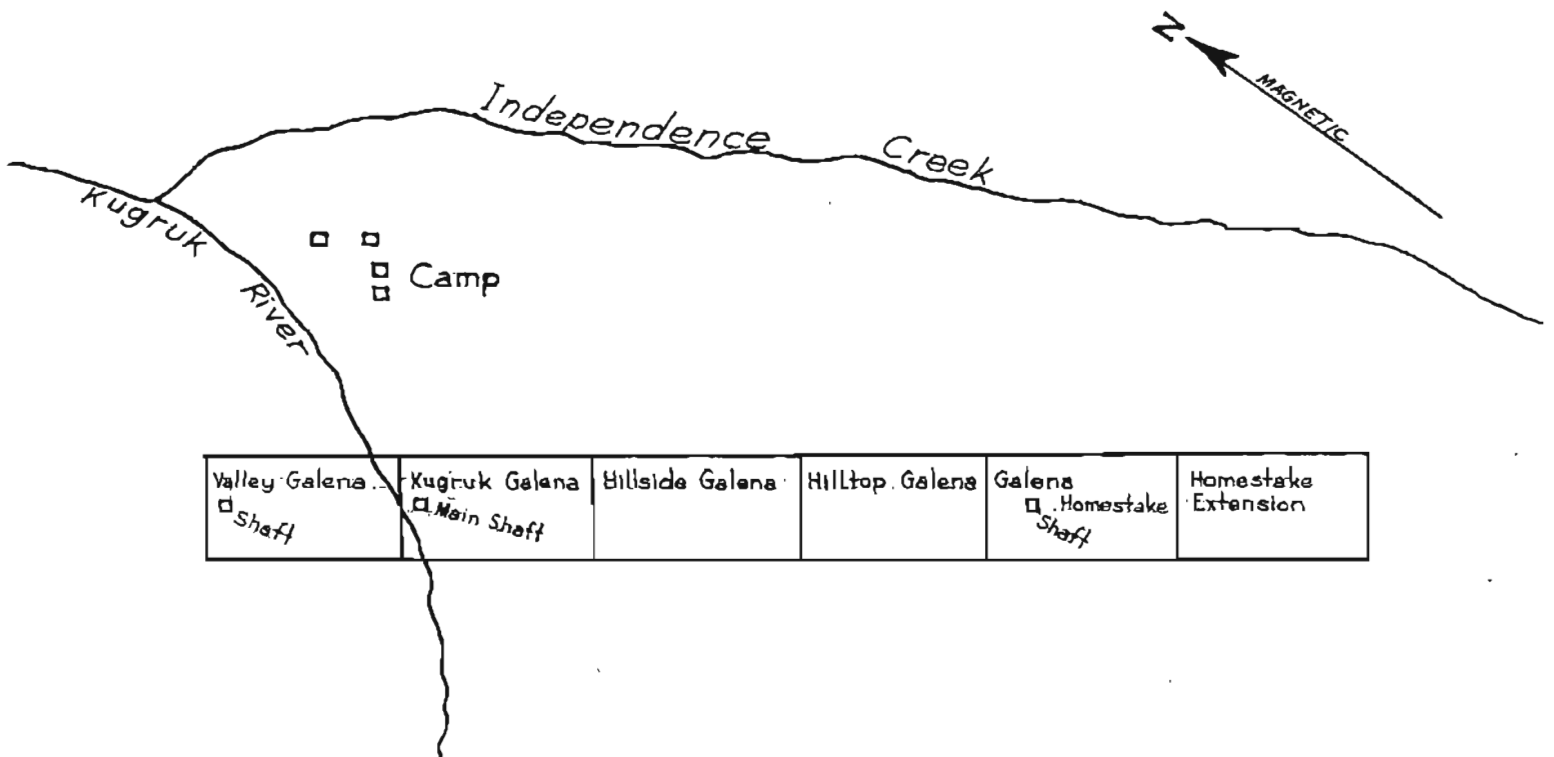 N
MAGNETIC
Independence Creek
Kugruk River
Camp
Valley Galena
Shaft
Kugruk Galena
Main Shaft
Hillside Galena
Hilltop Galena
Galena
Homestake
Shaft
Homestake
Extension